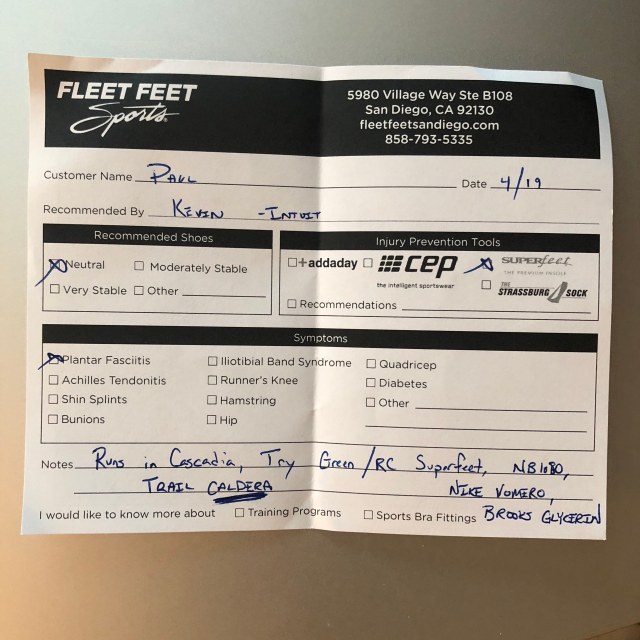 FLEET FEET
Sports
5980 Village Way Ste B108
San Diego, CA 92130
fleetfeetsandiego.com
858-793-5335
Customer Name PAUL Date 4/19
Recommended By KEVIN - INTUIT
Recommended Shoes
Neutral Moderately Stable
Very Stable Other
Injury Prevention Tools
+addaday CEP SUPERfeet
the intelligent sportswear THE PREMIUM INSOLE
THE STRASSBURG SOCK
Recommendations
Symptoms
Plantar Fasciitis Iliotibial Band Syndrome Quadricep
Achilles Tendonitis Runner's Knee Diabetes
Shin Splints Hamstring Other
Bunions Hip
Notes Runs in Cascadia, Try Green/RC Superfeet, NB1080,
TRAIL CALDERA NIKE VOMERO,
I would like to know more about Training Programs Sports Bra Fittings BROOKS GLYCERIN